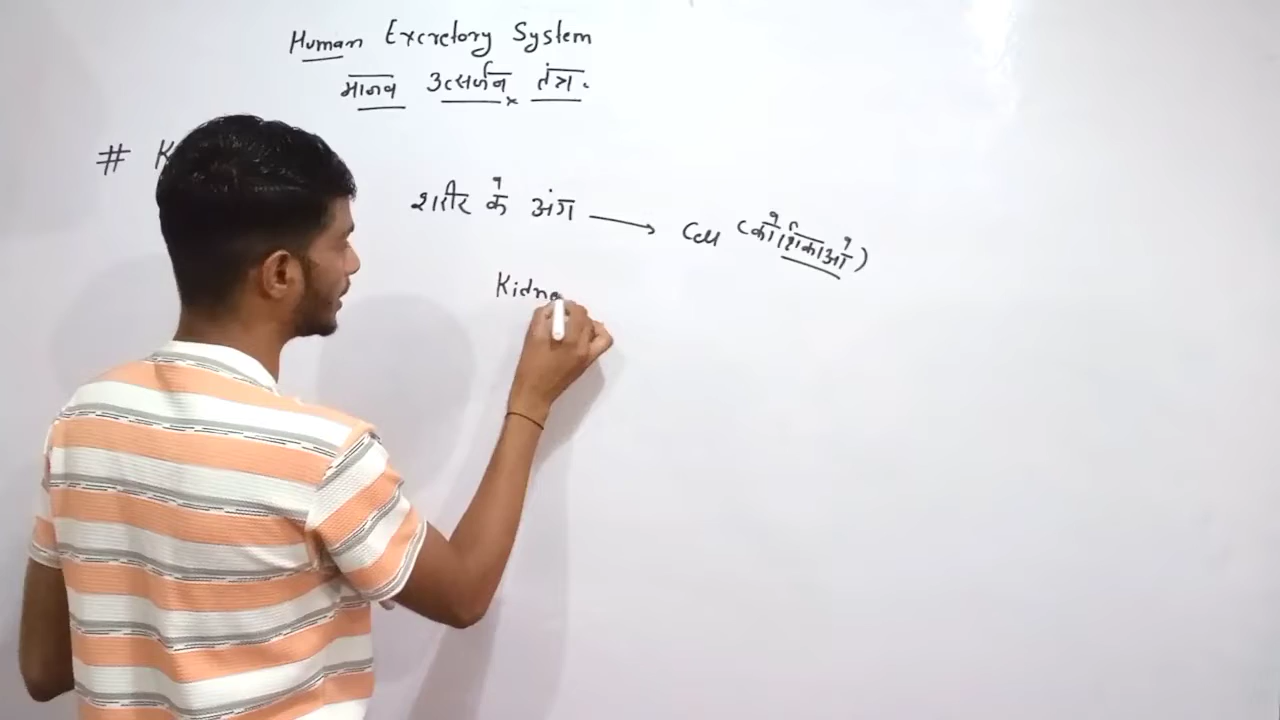 Human Excretory System
मानव उत्सर्जन तंत्र.
# K
शरीर के अंग → Cell (कोशिकाओं)
Kidne